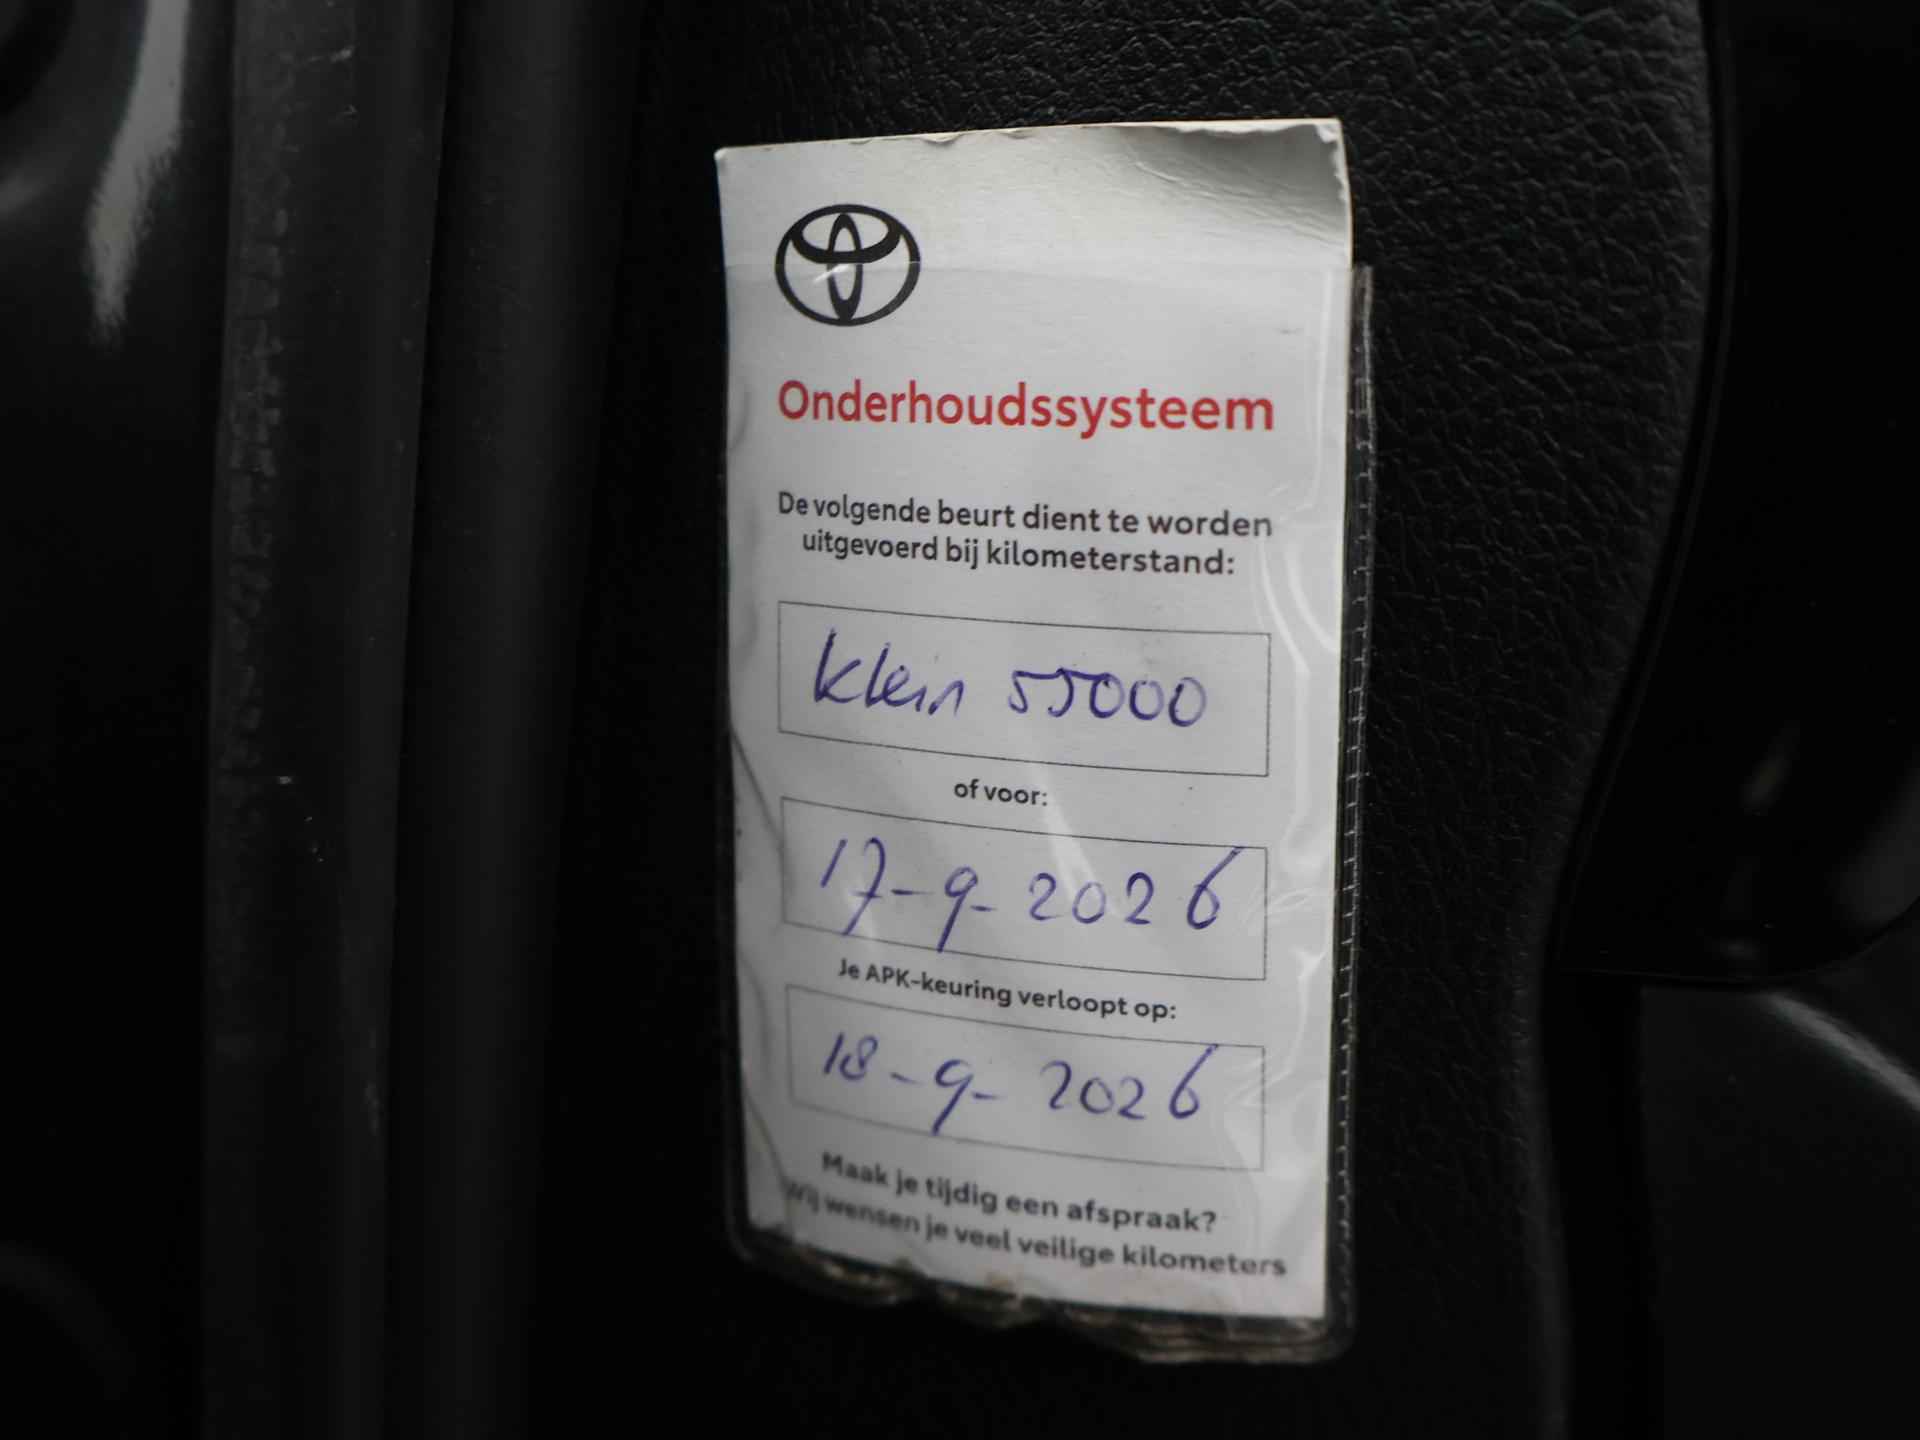 Onderhoudssysteem
De volgende beurt dient te worden
uitgevoerd bij kilometerstand:
klein 55000
of voor:
17-9-2026
Je APK-keuring verloopt op:
18-9-2026
Maak je tijdig een afspraak?
Wij wensen je veel veilige kilometers